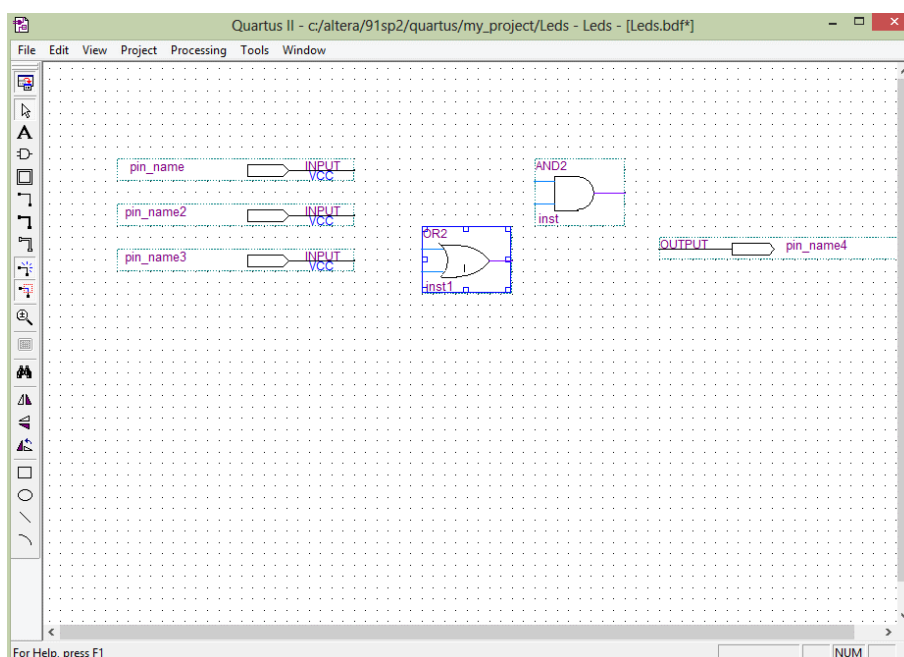 Quartus II - c:/altera/91sp2/quartus/my_project/Leds - Leds - [Leds.bdf*]
File Edit View Project Processing Tools Window
pin_name INPUT
VCC
AND2
inst
pin_name2 INPUT
VCC
OR2
inst1
pin_name3 INPUT
VCC
OUTPUT pin_name4
For Help, press F1 NUM